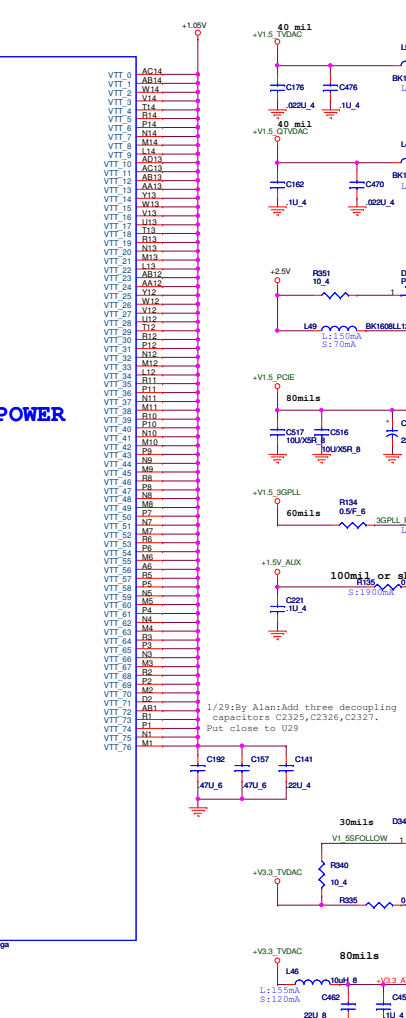 +1.05V
VTT_0 AC14
VTT_1 AB14
VTT_2 W14
VTT_3 V14
VTT_4 T14
VTT_5 R14
VTT_6 P14
VTT_7 N14
VTT_8 M14
VTT_9 L14
VTT_10 AD13
VTT_11 AC13
VTT_12 AB13
VTT_13 AA13
VTT_14 Y13
VTT_15 W13
VTT_16 V13
VTT_17 U13
VTT_18 T13
VTT_19 R13
VTT_20 N13
VTT_21 M13
VTT_22 L13
VTT_23 AB12
VTT_24 AA12
VTT_25 Y12
VTT_26 W12
VTT_27 V12
VTT_28 U12
VTT_29 T12
VTT_30 R12
VTT_31 P12
VTT_32 N12
VTT_33 M12
VTT_34 L12
VTT_35 R11
VTT_36 P11
VTT_37 N11
VTT_38 M11
VTT_39 R10
VTT_40 P10
VTT_41 N10
VTT_42 M10
VTT_43 P9
VTT_44 N9
VTT_45 M9
VTT_46 R8
VTT_47 P8
VTT_48 N8
VTT_49 M8
VTT_50 P7
VTT_51 N7
VTT_52 M7
VTT_53 R6
VTT_54 P6
VTT_55 M6
VTT_56 A6
VTT_57 R5
VTT_58 P5
VTT_59 N5
VTT_60 M5
VTT_61 P4
VTT_62 N4
VTT_63 M4
VTT_64 R3
VTT_65 P3
VTT_66 N3
VTT_67 M3
VTT_68 R2
VTT_69 P2
VTT_70 M2
VTT_71 D2
VTT_72 AB1
VTT_73 R1
VTT_74 P1
VTT_75 N1
VTT_76 M1
POWER
1/29:By Alan:Add three decoupling
capacitors C2325,C2326,C2327.
Put close to U29
C192 C157 C141
.47U_6 .47U_6 .22U_4
40 mil
+V1.5_TVDAC
C176 C476
.022U_4 .1U_4
40 mil
+V1.5_QTVDAC
C162 C470
.1U_4 .022U_4
+2.5V
R351
10_4
1
L49 BK1608LL1
L:150mA
S:70mA
+V1.5_PCIE
80mils
C517 C516
10U/X5R_8
10U/X5R_8
+V1.5_3GPLL
60mils
R134
0.5/F_6
3GPLL_
+1.5V_AUX
100mil or s
R135 0
S:1900mA
C221
.1U_4
30mils
D34
V1_5SFOLLOW 1
R340
10_4
+V3.3_TVDAC
R335 0
+V3.3_TVDAC
80mils
L46
10uH_8
+V3.3_A
L:155mA
S:120mA
C462 C45
22U_8 .1U_4
ga